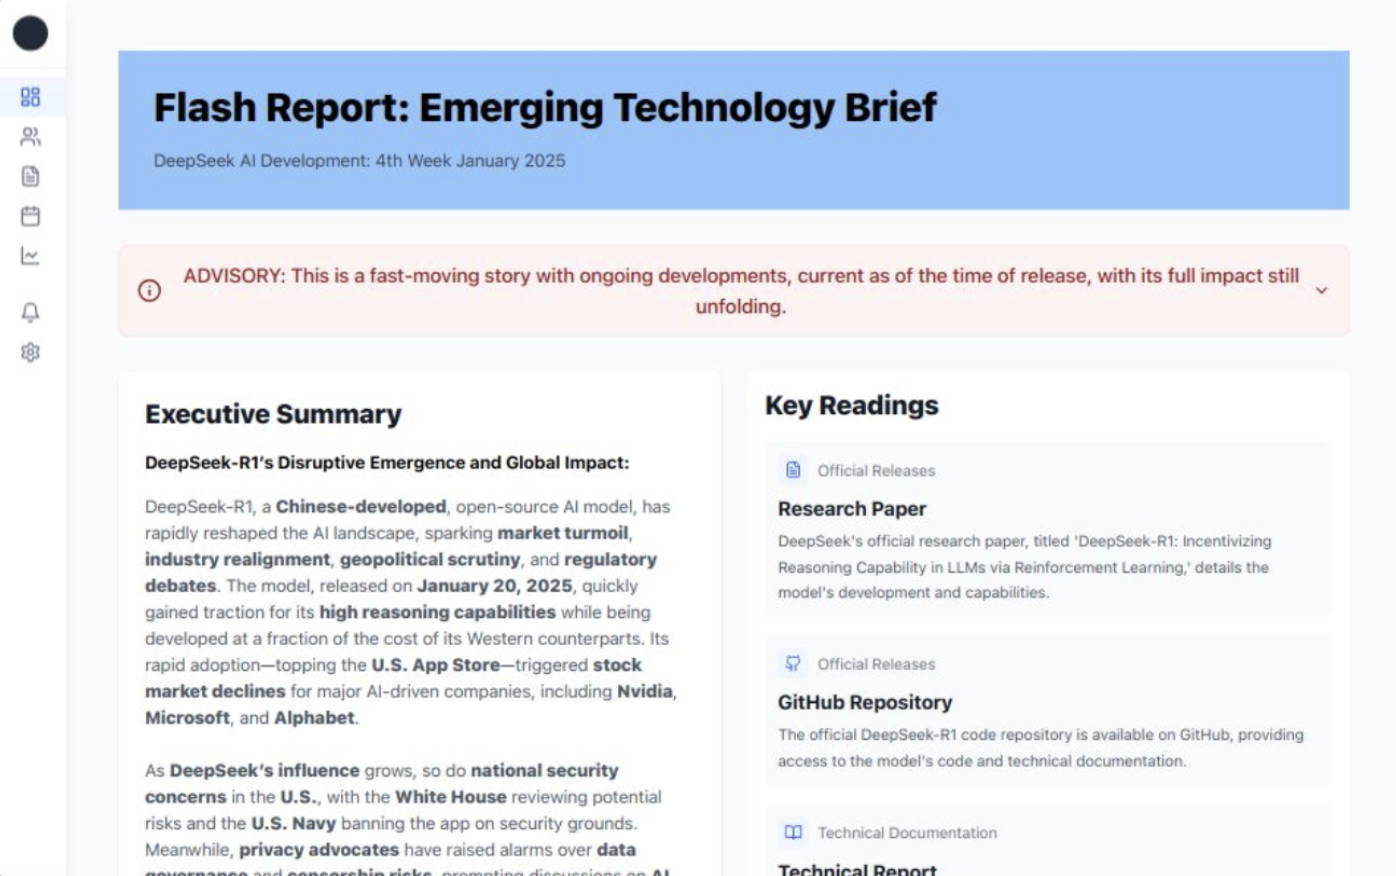 Flash Report: Emerging Technology Brief
DeepSeek AI Development: 4th Week January 2025
ADVISORY: This is a fast-moving story with ongoing developments, current as of the time of release, with its full impact still
unfolding.
Executive Summary
DeepSeek-R1’s Disruptive Emergence and Global Impact:
DeepSeek-R1, a Chinese-developed, open-source AI model, has
rapidly reshaped the AI landscape, sparking market turmoil,
industry realignment, geopolitical scrutiny, and regulatory
debates. The model, released on January 20, 2025, quickly
gained traction for its high reasoning capabilities while being
developed at a fraction of the cost of its Western counterparts. Its
rapid adoption—topping the U.S. App Store—triggered stock
market declines for major AI-driven companies, including Nvidia,
Microsoft, and Alphabet.
As DeepSeek’s influence grows, so do national security
concerns in the U.S., with the White House reviewing potential
risks and the U.S. Navy banning the app on security grounds.
Meanwhile, privacy advocates have raised alarms over data
governance and censorship risks, prompting discussions on AI
Key Readings
Official Releases
Research Paper
DeepSeek's official research paper, titled 'DeepSeek-R1: Incentivizing
Reasoning Capability in LLMs via Reinforcement Learning,' details the
model's development and capabilities.
Official Releases
GitHub Repository
The official DeepSeek-R1 code repository is available on GitHub, providing
access to the model's code and technical documentation.
Technical Documentation
Technical Report